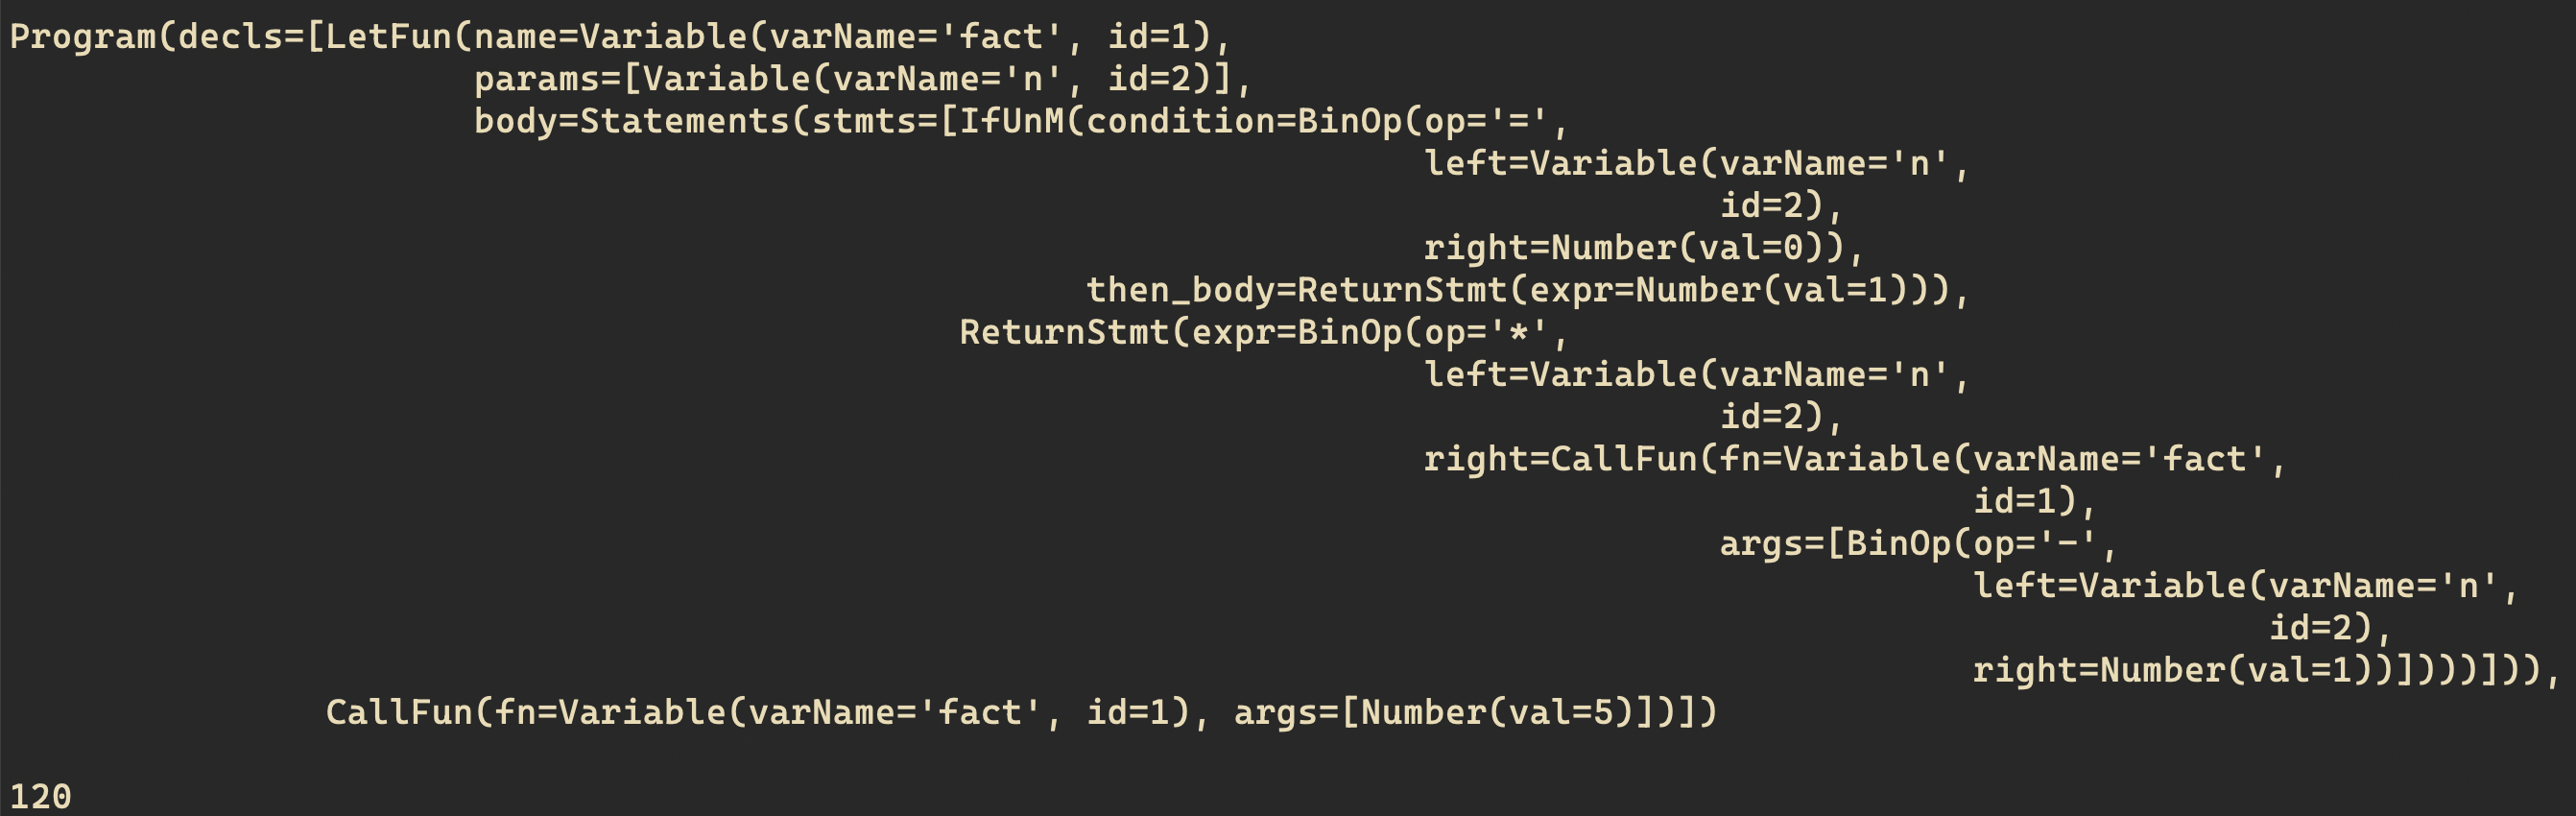 Program(decls=[LetFun(name=Variable(varName='fact', id=1),
params=[Variable(varName='n', id=2)],
body=Statements(stmts=[IfUnM(condition=BinOp(op='=',
left=Variable(varName='n',
id=2),
right=Number(val=0)),
then_body=ReturnStmt(expr=Number(val=1))),
ReturnStmt(expr=BinOp(op='*',
left=Variable(varName='n',
id=2),
right=CallFun(fn=Variable(varName='fact',
id=1),
args=[BinOp(op='-',
left=Variable(varName='n',
id=2),
right=Number(val=1))])))])),
CallFun(fn=Variable(varName='fact', id=1), args=[Number(val=5)])])
120